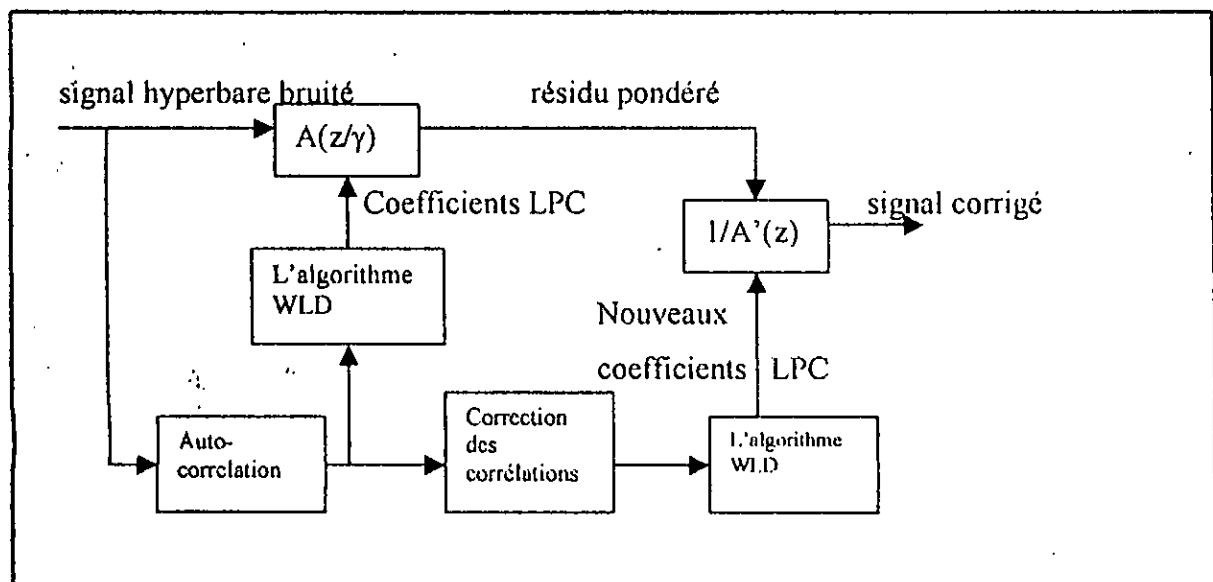 signal hyperbare bruité
résidu pondéré
A(z/γ)
Coefficients LPC
signal corrigé
1/A'(z)
L'algorithme
WLD
Nouveaux
coefficients LPC
Auto-
corrélation
Correction
des
corrélations
L'algorithme
WLD